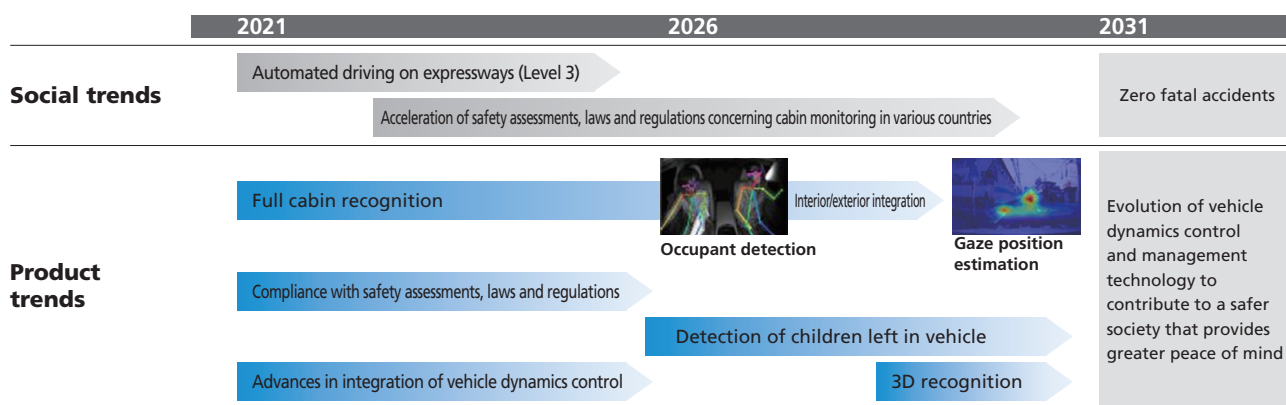 2021 2026 2031
Social trends
Automated driving on expressways (Level 3)
Acceleration of safety assessments, laws and regulations concerning cabin monitoring in various countries
Zero fatal accidents
Product
trends
Full cabin recognition
Occupant detection
Interior/exterior integration
Gaze position
estimation
Compliance with safety assessments, laws and regulations
Detection of children left in vehicle
Advances in integration of vehicle dynamics control
3D recognition
Evolution of vehicle
dynamics control
and management
technology to
contribute to a safer
society that provides
greater peace of mind